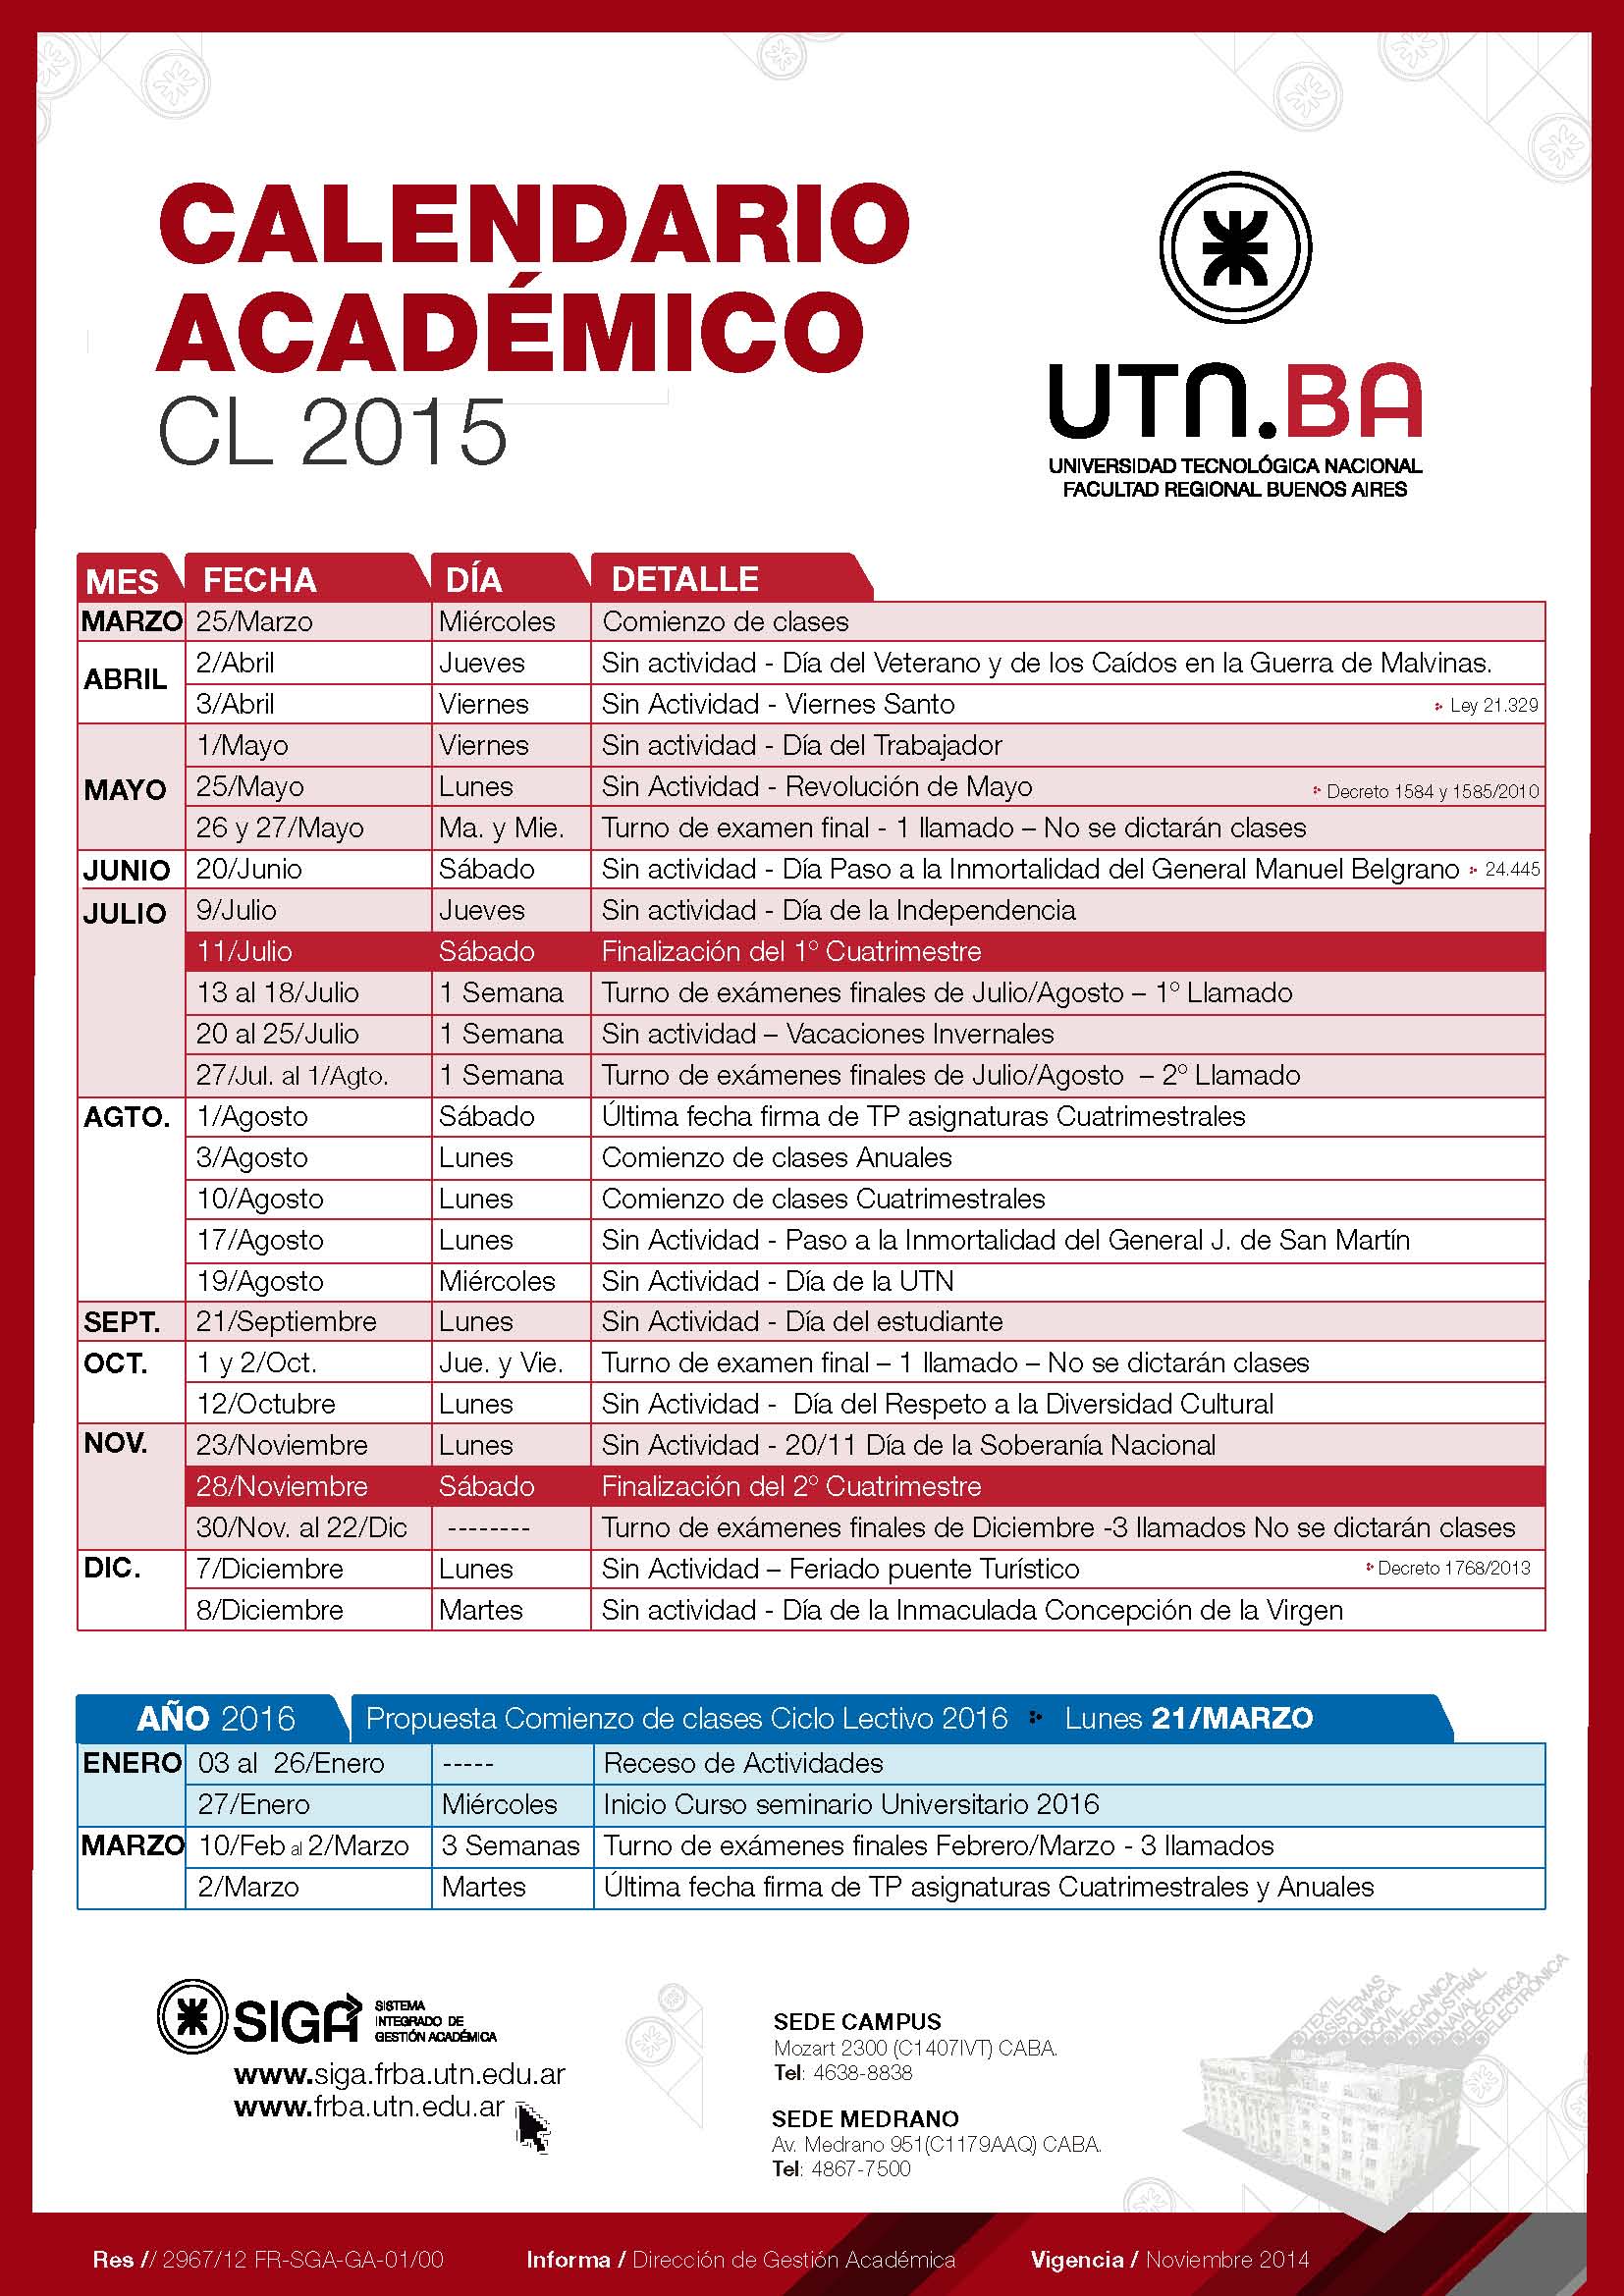 CALENDARIO
ACADÉMICO
CL 2015
UTN.BA
UNIVERSIDAD TECNOLÓGICA NACIONAL
FACULTAD REGIONAL BUENOS AIRES
MES FECHA DÍA DETALLE
MARZO 25/Marzo Miércoles Comienzo de clases
ABRIL 2/Abril Jueves Sin actividad - Día del Veterano y de los Caídos en la Guerra de Malvinas.
3/Abril Viernes Sin Actividad - Viernes Santo Ley 21.329
MAYO 1/Mayo Viernes Sin actividad - Día del Trabajador
25/Mayo Lunes Sin Actividad - Revolución de Mayo Decreto 1584 y 1585/2010
26 y 27/Mayo Ma. y Mie. Turno de examen final - 1 llamado – No se dictarán clases
JUNIO 20/Junio Sábado Sin actividad - Día Paso a la Inmortalidad del General Manuel Belgrano 24.445
JULIO 9/Julio Jueves Sin actividad - Día de la Independencia
11/Julio Sábado Finalización del 1º Cuatrimestre
13 al 18/Julio 1 Semana Turno de exámenes finales de Julio/Agosto – 1º Llamado
20 al 25/Julio 1 Semana Sin actividad – Vacaciones Invernales
27/Jul. al 1/Agto. 1 Semana Turno de exámenes finales de Julio/Agosto – 2º Llamado
AGTO. 1/Agosto Sábado Última fecha firma de TP asignaturas Cuatrimestrales
3/Agosto Lunes Comienzo de clases Anuales
10/Agosto Lunes Comienzo de clases Cuatrimestrales
17/Agosto Lunes Sin Actividad - Paso a la Inmortalidad del General J. de San Martín
19/Agosto Miércoles Sin Actividad - Día de la UTN
SEPT. 21/Septiembre Lunes Sin Actividad - Día del estudiante
OCT. 1 y 2/Oct. Jue. y Vie. Turno de examen final – 1 llamado – No se dictarán clases
12/Octubre Lunes Sin Actividad - Día del Respeto a la Diversidad Cultural
NOV. 23/Noviembre Lunes Sin Actividad - 20/11 Día de la Soberanía Nacional
28/Noviembre Sábado Finalización del 2º Cuatrimestre
30/Nov. al 22/Dic -------- Turno de exámenes finales de Diciembre -3 llamados No se dictarán clases
DIC. 7/Diciembre Lunes Sin Actividad – Feriado puente Turístico Decreto 1768/2013
8/Diciembre Martes Sin actividad - Día de la Inmaculada Concepción de la Virgen
AÑO 2016 Propuesta Comienzo de clases Ciclo Lectivo 2016 Lunes 21/MARZO
ENERO 03 al 26/Enero ----- Receso de Actividades
27/Enero Miércoles Inicio Curso seminario Universitario 2016
MARZO 10/Feb al 2/Marzo 3 Semanas Turno de exámenes finales Febrero/Marzo - 3 llamados
2/Marzo Martes Última fecha firma de TP asignaturas Cuatrimestrales y Anuales
SIGA SISTEMA
INTEGRADO DE
GESTIÓN ACADÉMICA
www.siga.frba.utn.edu.ar
www.frba.utn.edu.ar
SEDE CAMPUS
Mozart 2300 (C1407IVT) CABA.
Tel: 4638-8838
SEDE MEDRANO
Av. Medrano 951(C1179AAQ) CABA.
Tel: 4867-7500
TEXTIL
SISTEMAS
QUÍMICA
CIVIL
MECÁNICA
INDUSTRIAL
NAVAL
ELÉCTRICA
ELECTRÓNICA
Res // 2967/12 FR-SGA-GA-01/00 Informa / Dirección de Gestión Académica Vigencia / Noviembre 2014